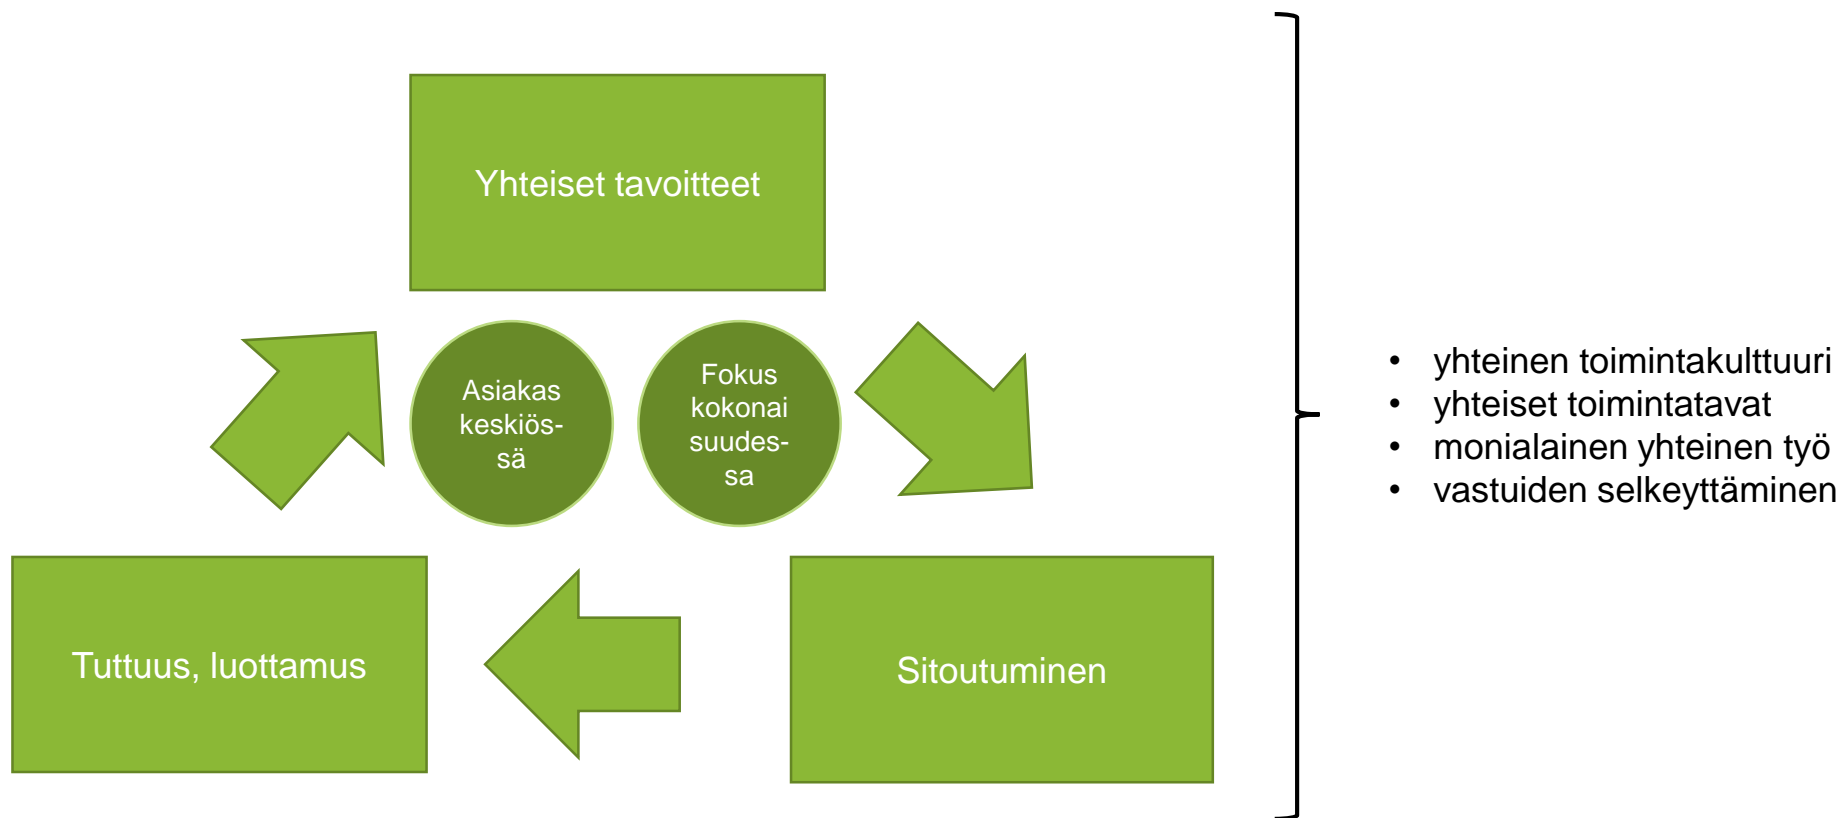 Yhteiset tavoitteet
Asiakas
keskiös-
sä
Fokus
kokonai
suudes-
sa
Tuttuus, luottamus
Sitoutuminen
• yhteinen toimintakulttuuri
• yhteiset toimintatavat
• monialainen yhteinen työ
• vastuiden selkeyttäminen